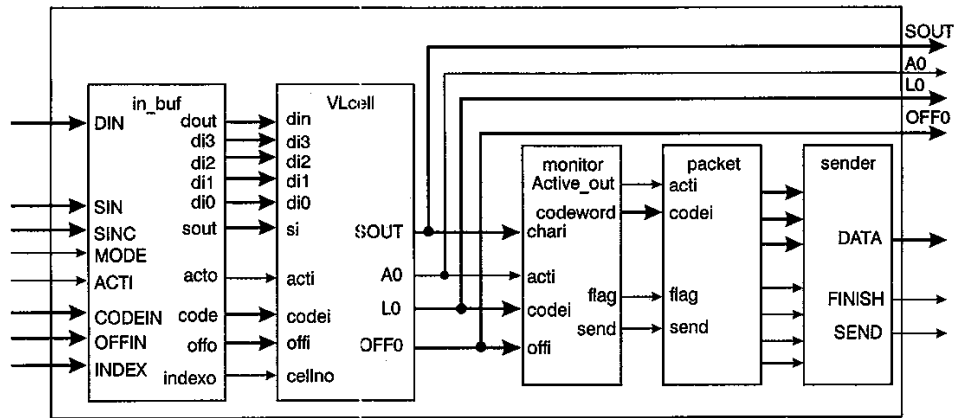 SOUT
A0
L0
OFF0
in_buf
DIN
SIN
SINC
MODE
ACTI
CODEIN
OFFIN
INDEX
dout
di3
di2
di1
di0
sout
acto
code
offo
indexo
VLcell
din
di3
di2
di1
di0
si
acti
codei
offi
cellno
SOUT
A0
L0
OFF0
monitor
Active_out
codeword
chari
acti
flag
codei
send
offi
packet
acti
codei
flag
send
sender
DATA
FINISH
SEND